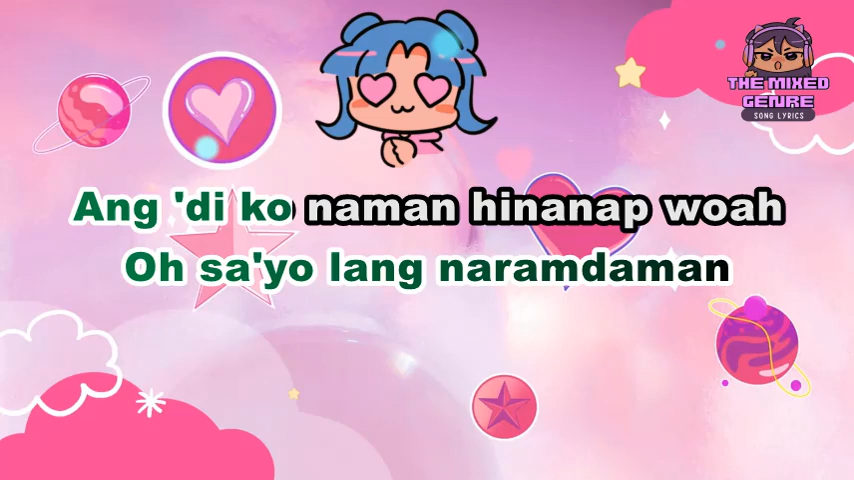 THE MIXED
GENRE
SONG LYRICS
Ang 'di ko naman hinanap woah
Oh sa'yo lang naramdaman